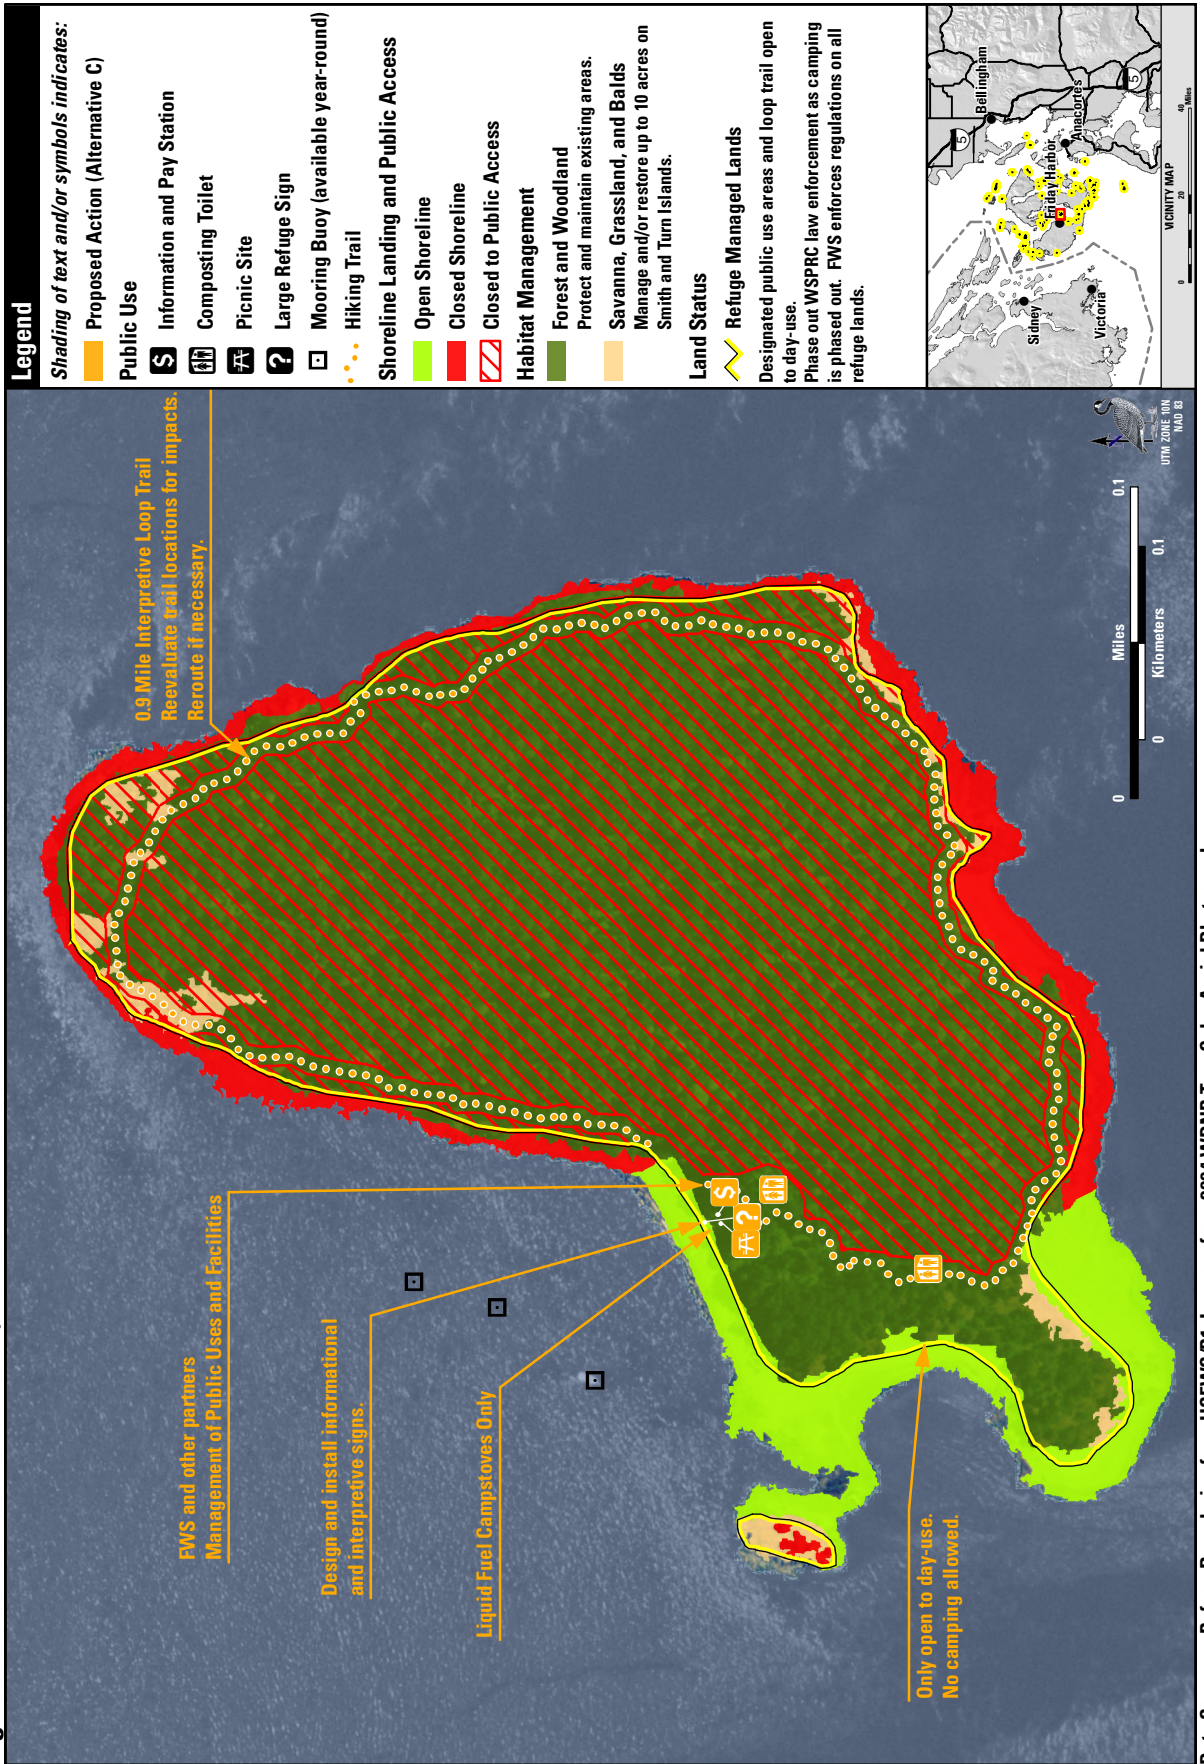 Legend
Shading of text and/or symbols indicates:
Proposed Action (Alternative C)
Public Use
$ Information and Pay Station
Composting Toilet
Picnic Site
? Large Refuge Sign
Mooring Buoy (available year-round)
Hiking Trail
Shoreline Landing and Public Access
Open Shoreline
Closed Shoreline
Closed to Public Access
Habitat Management
Forest and Woodland
Protect and maintain existing areas.
Savanna, Grassland, and Balds
Manage and/or restore up to 10 acres on
Smith and Turn Islands.
Land Status
Refuge Managed Lands
Designated public use areas and loop trail open
to day-use.
Phase out WSPRC law enforcement as camping
is phased out. FWS enforces regulations on all
refuge lands.
Bellingham
5
Anacortes
5
Friday Harbor
Sidney
Victoria
VICINITY MAP
0
20
40
Miles
0.9 Mile Interpretive Loop Trail
Reevaluate trail locations for impacts.
Reroute if necessary.
FWS and other partners
Management of Public Uses and Facilities
Design and install informational
and interpretive signs.
Liquid Fuel Campstoves Only
$
?
Only open to day-use.
No camping allowed.
Miles
0
0.1
0
0.1
Kilometers
UTM ZONE 10N
NAD 83